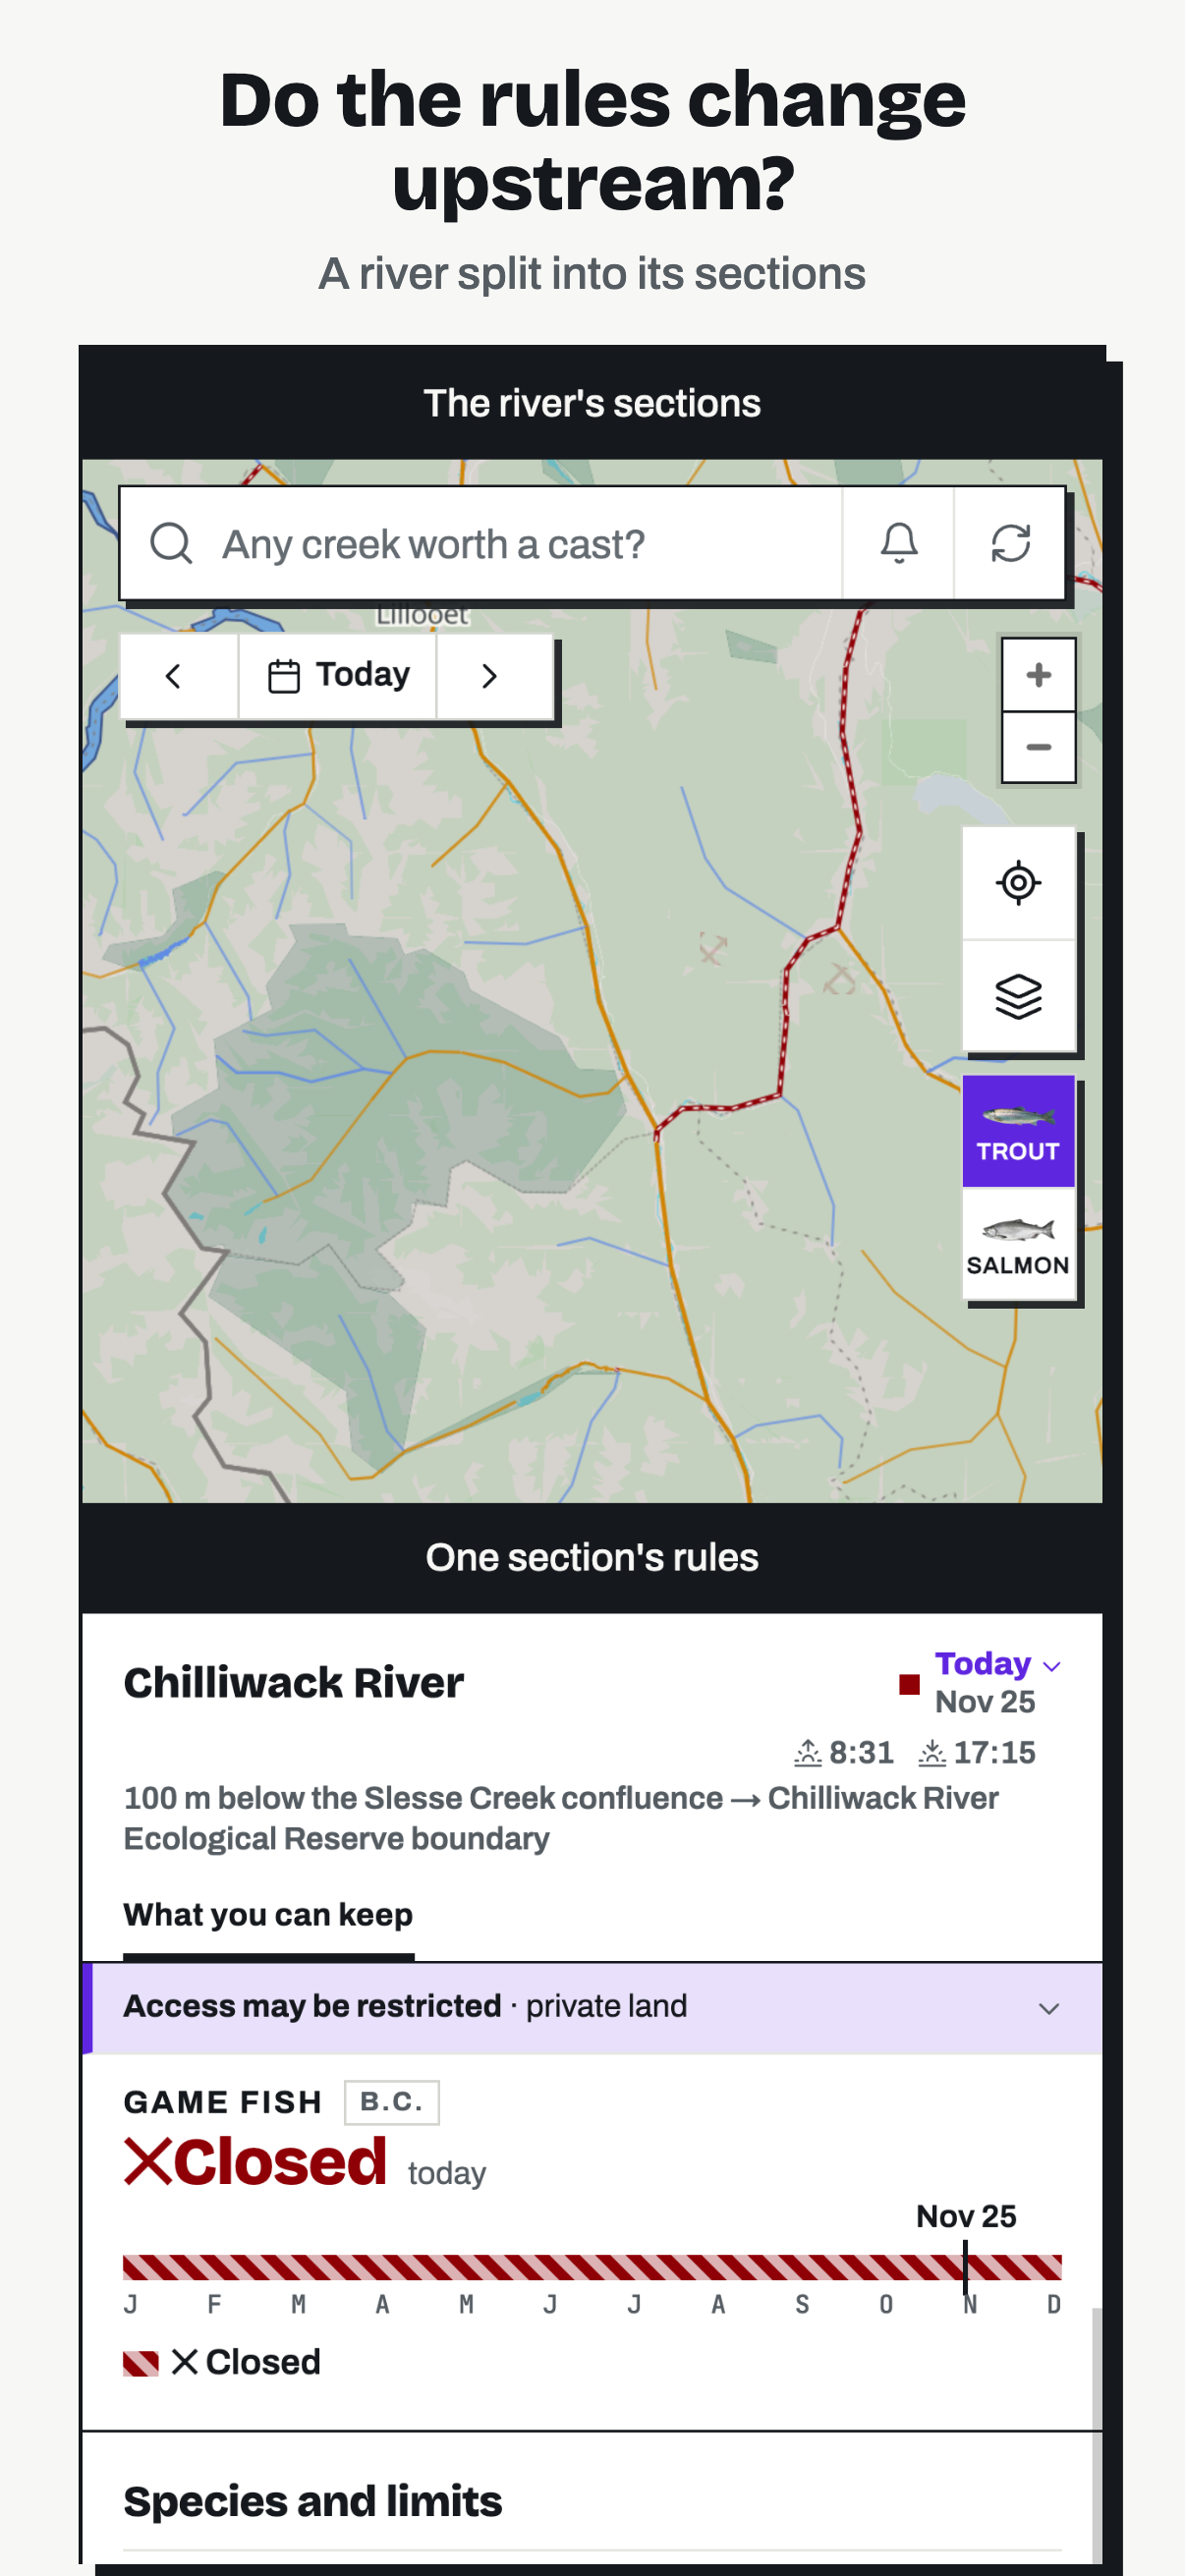 Do the rules change
upstream?
A river split into its sections
The river's sections
Any creek worth a cast?
Lillooet
Today
+
−
TROUT
SALMON
One section's rules
Chilliwack River
Today
Nov 25
8:31 17:15
100 m below the Slesse Creek confluence → Chilliwack River
Ecological Reserve boundary
What you can keep
Access may be restricted · private land
GAME FISH B.C.
Closed today
Nov 25
J F M A M J J A S O N D
Closed
Species and limits